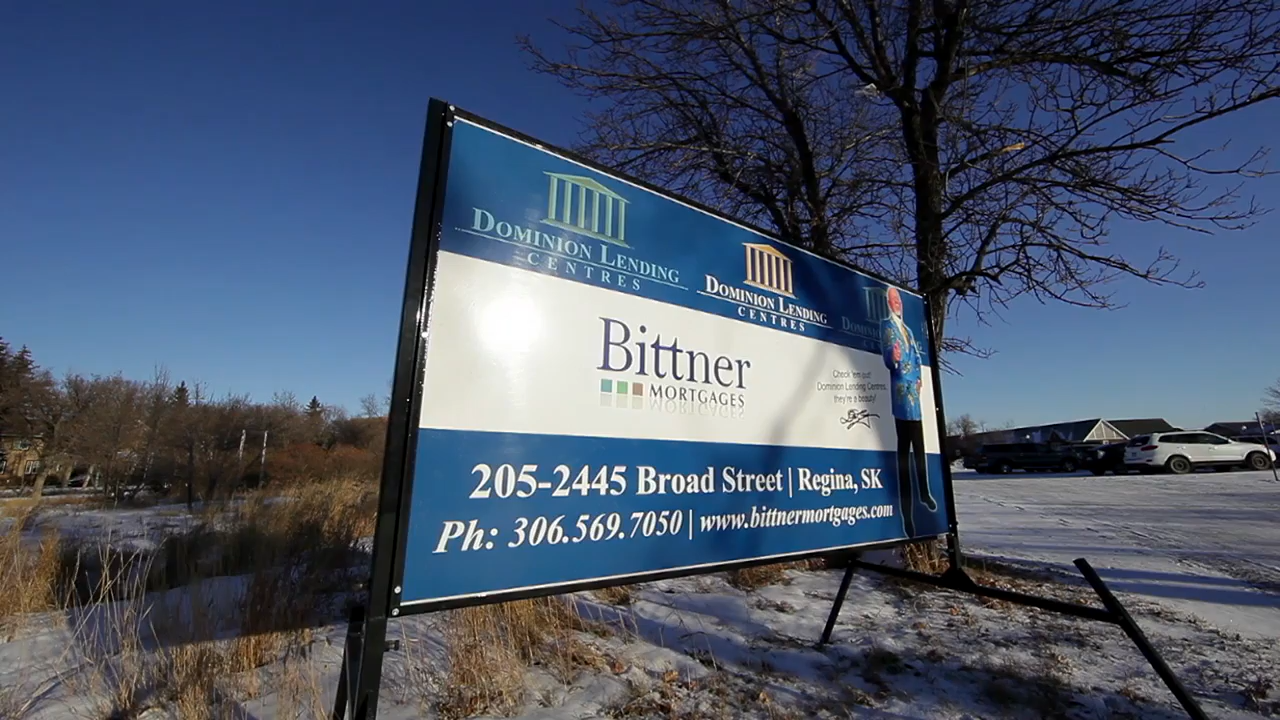 DOMINION LENDING
CENTRES
DOMINION LENDING
CENTRES
Bittner
MORTGAGES
Check 'em out!
Dominion Lending Centres,
they're a beauty!
205-2445 Broad Street | Regina, SK
Ph: 306.569.7050 | www.bittnermortgages.com